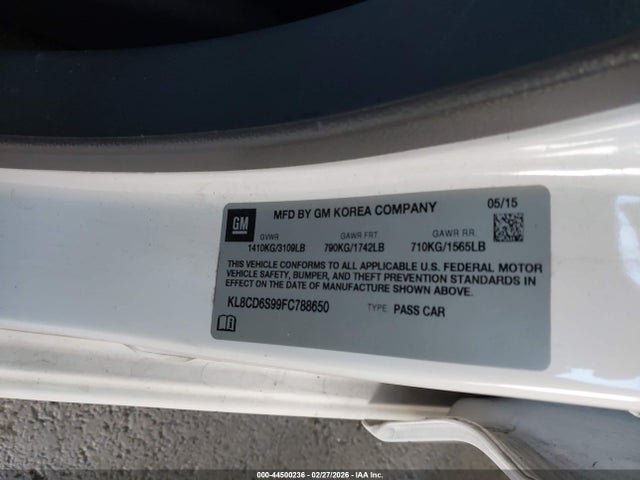 GM
MFD BY GM KOREA COMPANY
05/15
GVWR GAWR FRT GAWR RR
1410KG/3109LB 790KG/1742LB 710KG/1565LB
THIS VEHICLE CONFORMS TO ALL APPLICABLE U.S. FEDERAL MOTOR
VEHICLE SAFETY, BUMPER, AND THEFT PREVENTION STANDARDS IN
EFFECT ON THE DATE OF MANUFACTURE SHOWN ABOVE.
KL8CD6S99FC788650 TYPE: PASS CAR
000-44500236 - 02/27/2026 - IAA Inc.